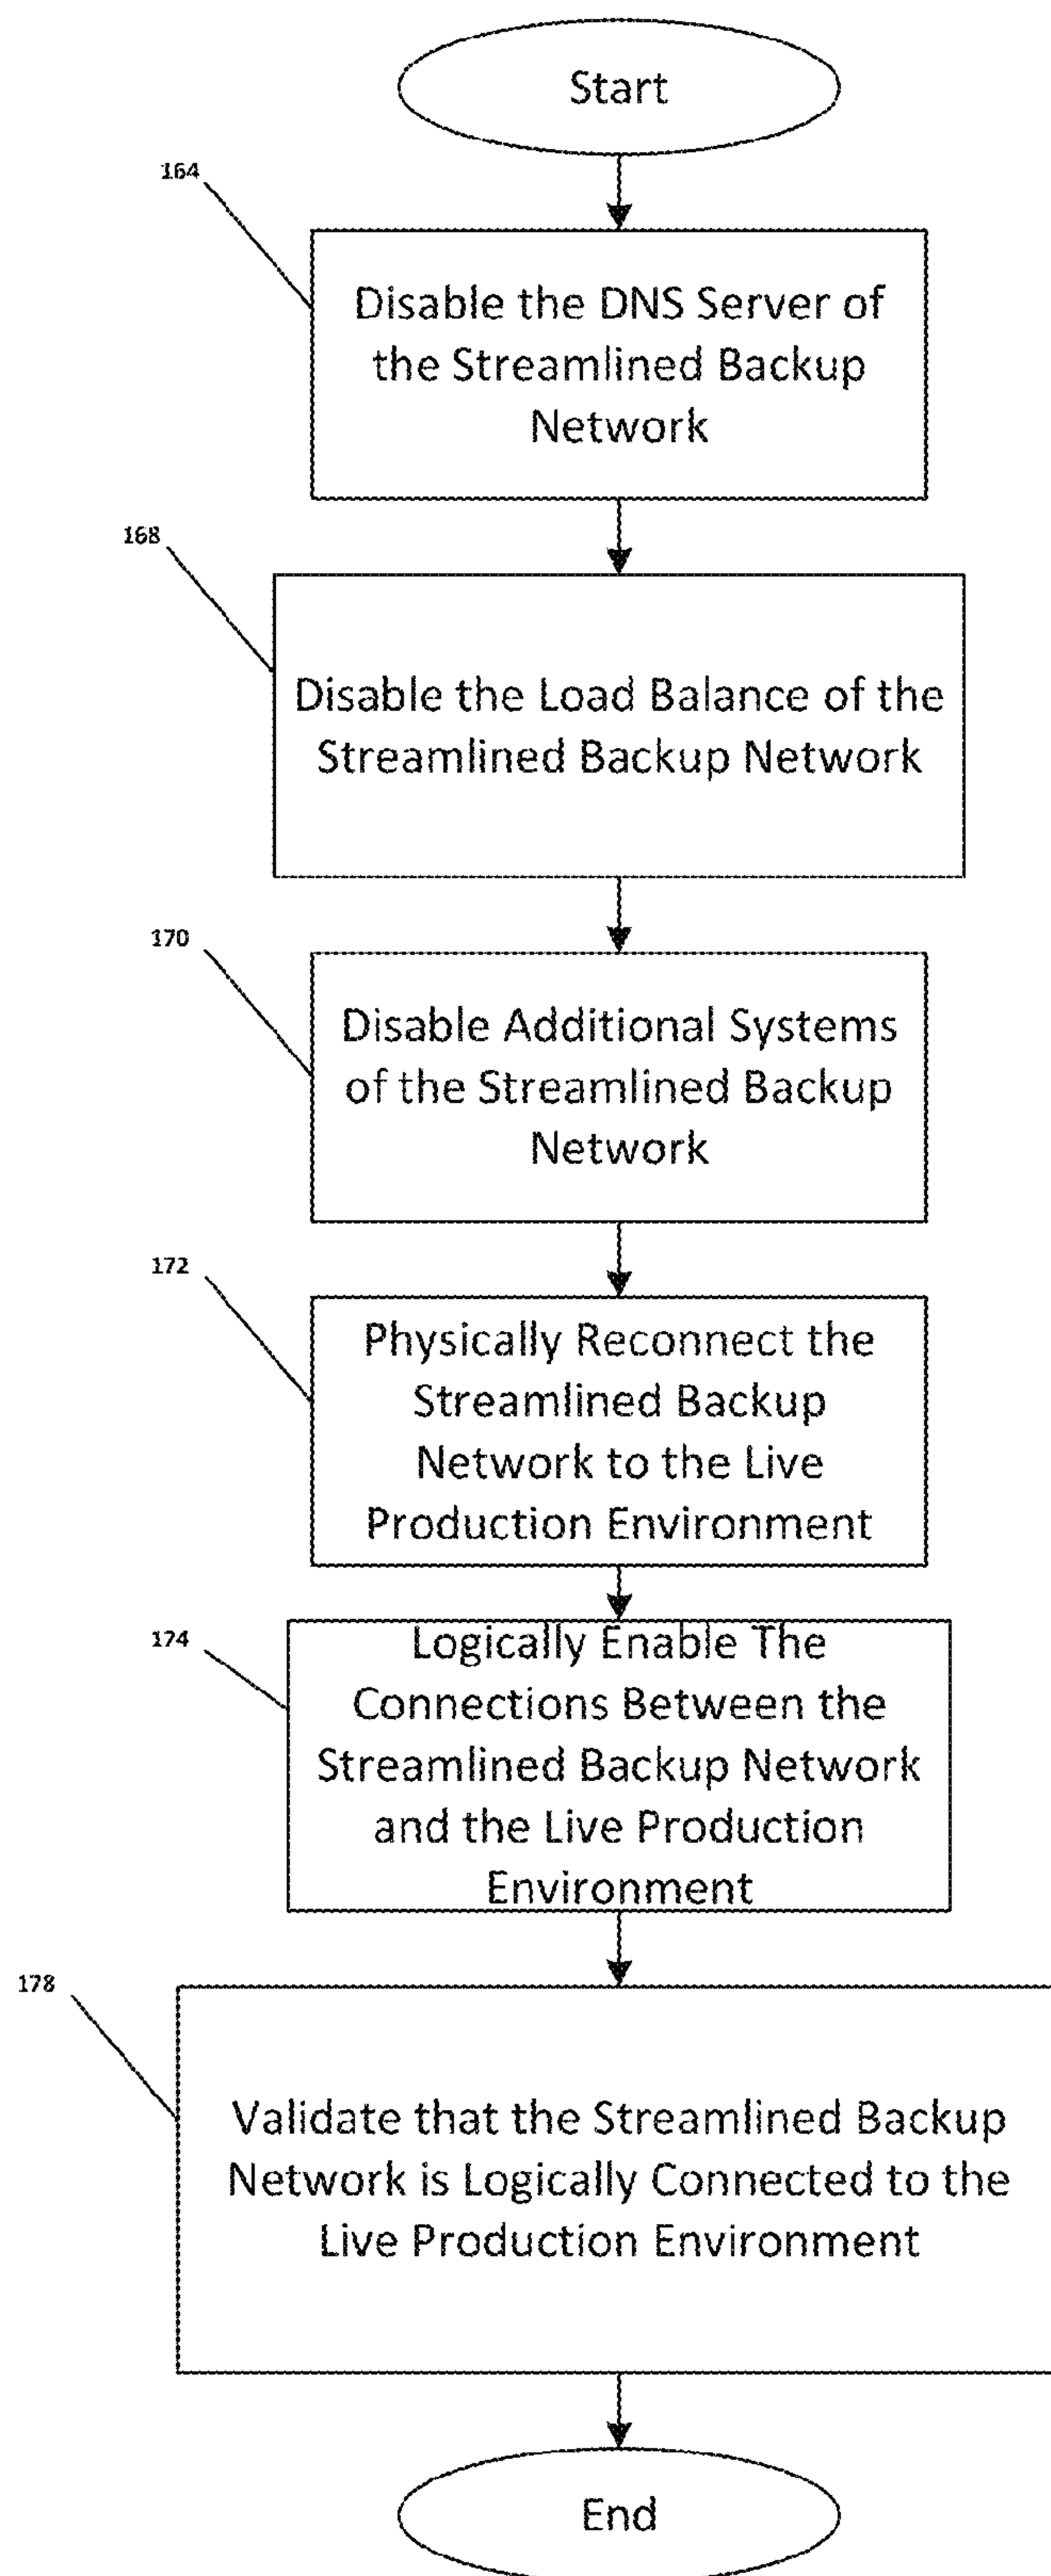 Start
164
Disable the DNS Server of
the Streamlined Backup
Network
168
Disable the Load Balance of the
Streamlined Backup Network
170
Disable Additional Systems
of the Streamlined Backup
Network
172
Physically Reconnect the
Streamlined Backup
Network to the Live
Production Environment
174
Logically Enable The
Connections Between the
Streamlined Backup Network
and the Live Production
Environment
178
Validate that the Streamlined Backup
Network is Logically Connected to the
Live Production Environment
End